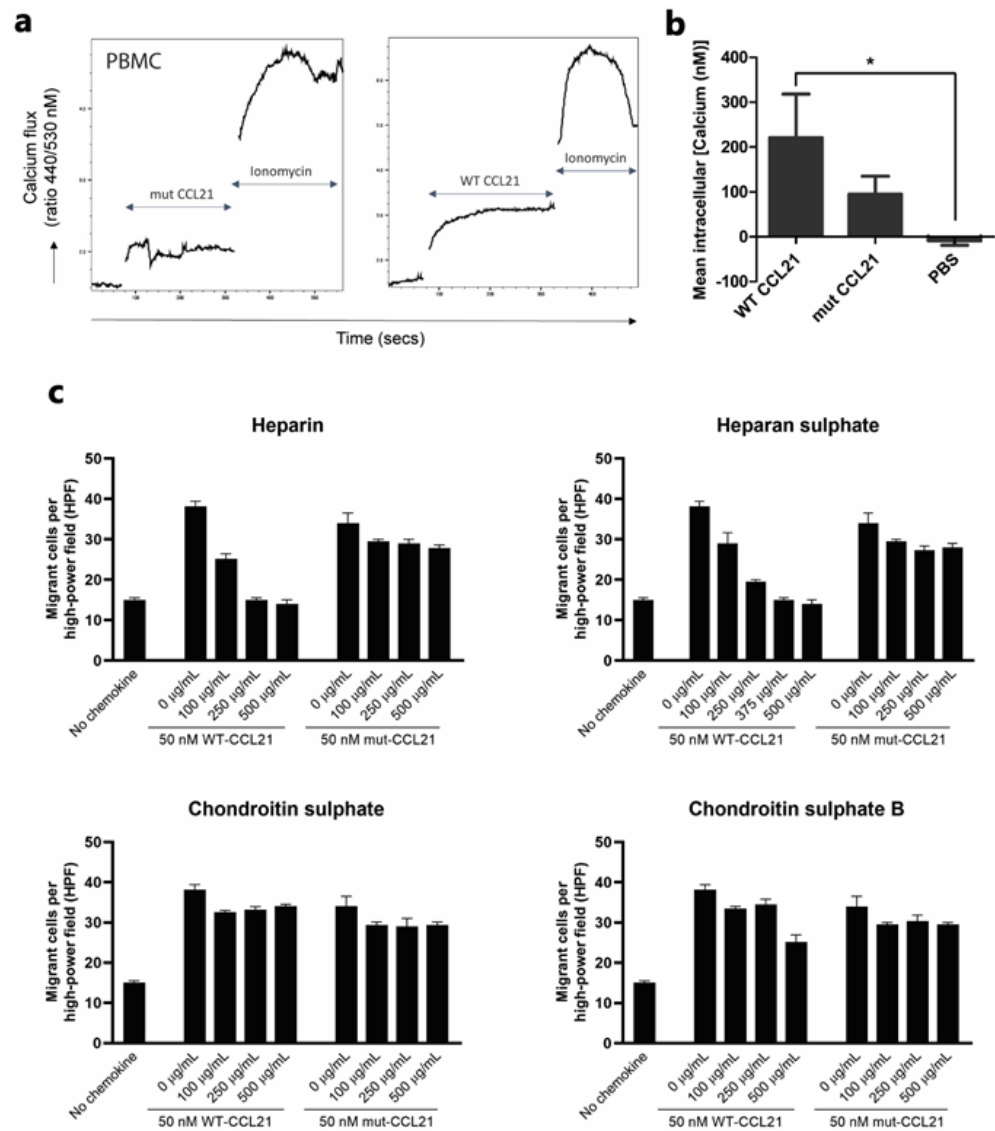 a
PBMC
Calcium flux
(ratio 440/530 nM)
mut CCL21
Ionomycin
WT CCL21
Ionomycin
Time (secs)
b
Mean intracellular [Calcium (nM)]
400
300
200
100
0
-100
*
WT CCL21
mut CCL21
PBS
c
Heparin
Migrant cells per
high-power field (HPF)
50
40
30
20
10
0
No chemokine
0 µg/mL
100 µg/mL
250 µg/mL
500 µg/mL
0 µg/mL
100 µg/mL
250 µg/mL
500 µg/mL
50 nM WT-CCL21
50 nM mut-CCL21
Heparan sulphate
Migrant cells per
high-power field (HPF)
50
40
30
20
10
0
No chemokine
0 µg/mL
100 µg/mL
250 µg/mL
375 µg/mL
500 µg/mL
0 µg/mL
100 µg/mL
250 µg/mL
500 µg/mL
50 nM WT-CCL21
50 nM mut-CCL21
Chondroitin sulphate
Migrant cells per
high-power field (HPF)
50
40
30
20
10
0
No chemokine
0 µg/mL
100 µg/mL
250 µg/mL
500 µg/mL
0 µg/mL
100 µg/mL
250 µg/mL
500 µg/mL
50 nM WT-CCL21
50 nM mut-CCL21
Chondroitin sulphate B
Migrant cells per
high-power field (HPF)
50
40
30
20
10
0
No chemokine
0 µg/mL
100 µg/mL
250 µg/mL
500 µg/mL
0 µg/mL
100 µg/mL
250 µg/mL
500 µg/mL
50 nM WT-CCL21
50 nM mut-CCL21